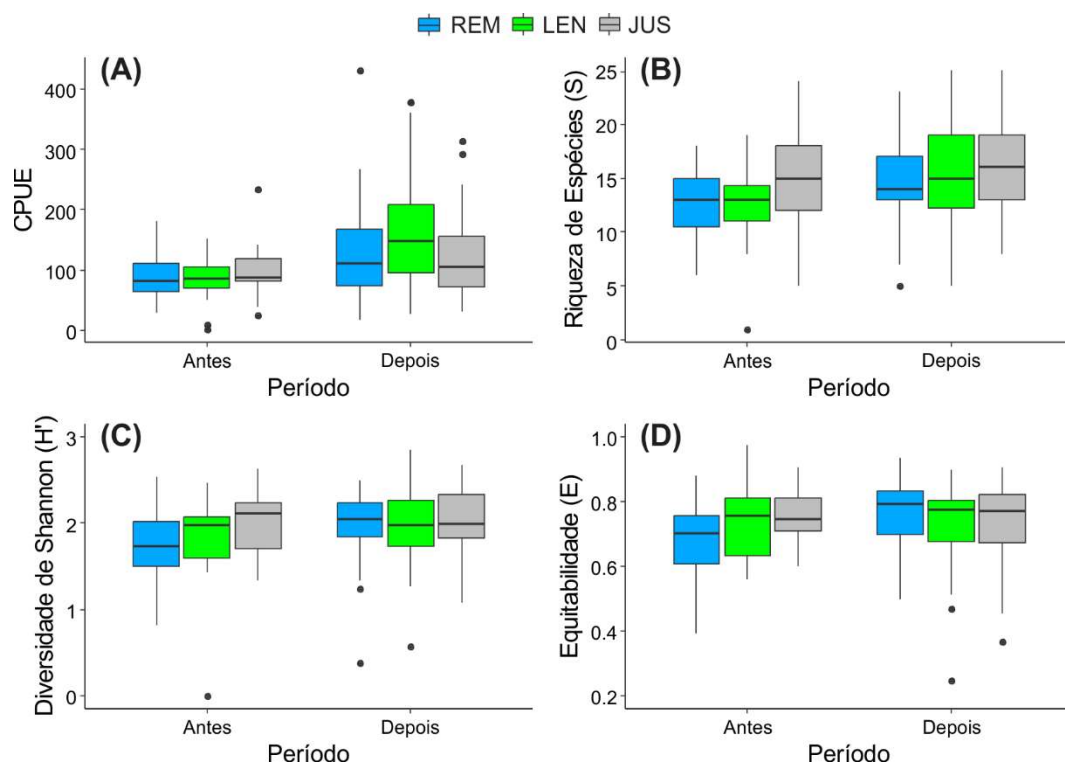 REM LEN JUS
(A)
CPUE
400
300
200
100
0
Antes Depois
Período
(B)
Riqueza de Espécies (S)
25
20
15
10
5
0
Antes Depois
Período
(C)
Diversidade de Shannon (H')
3
2
1
0
Antes Depois
Período
(D)
Equitabilidade (E)
1.0
0.8
0.6
0.4
0.2
Antes Depois
Período